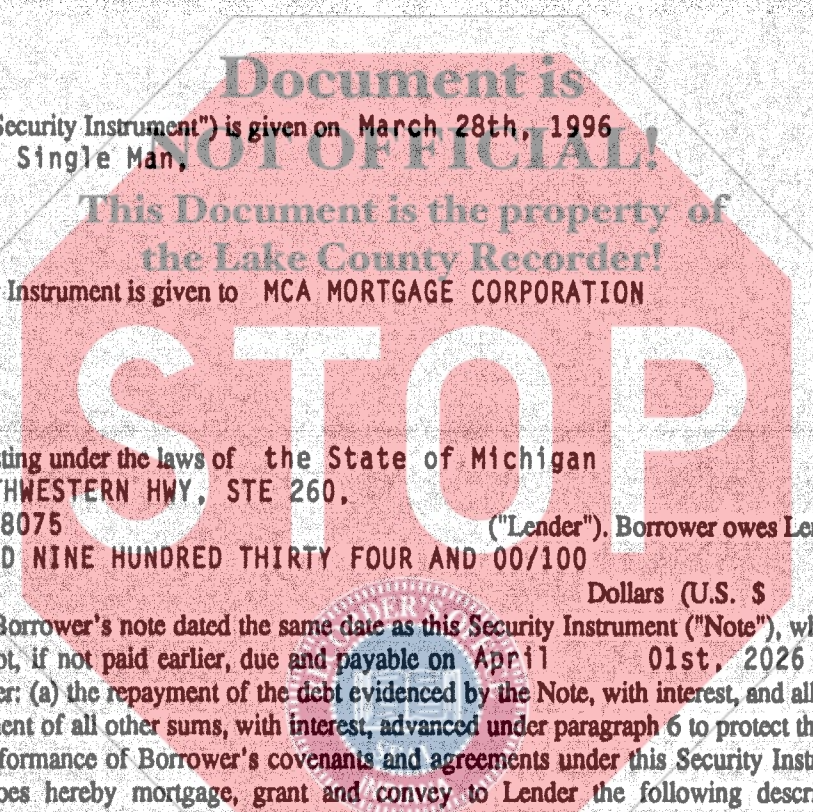 Document is
Security Instrument") is given on March 28th, 1996
NOT OFFICIAL!
Single Man,
This Document is the property of
the Lake County Recorder!
Instrument is given to MCA MORTGAGE CORPORATION
STOP
ting under the laws of the State of Michigan
THWESTERN HWY, STE 260,
8075 ("Lender"). Borrower owes Le
D NINE HUNDRED THIRTY FOUR AND 00/100
Dollars (U.S. $
Borrower's note dated the same date as this Security Instrument ("Note"), wh
t, if not paid earlier, due and payable on April 01st, 2026
er: (a) the repayment of the debt evidenced by the Note, with interest, and all
ent of all other sums, with interest, advanced under paragraph 6 to protect th
formance of Borrower's covenants and agreements under this Security Inst
oes hereby mortgage, grant and convey to Lender the following descr
SEAL